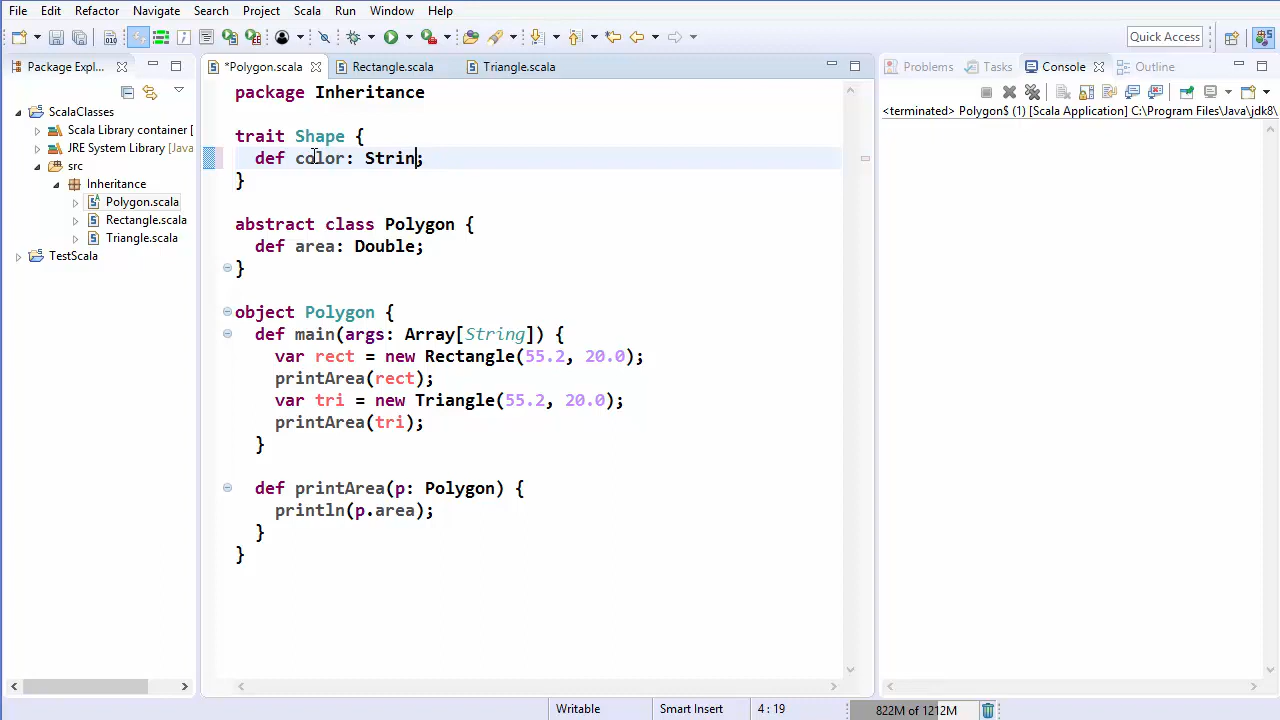 File Edit Refactor Navigate Search Project Scala Run Window Help
Quick Access
Package Expl...
ScalaClasses
Scala Library container [
JRE System Library [Java
src
Inheritance
Polygon.scala
Rectangle.scala
Triangle.scala
TestScala
*Polygon.scala Rectangle.scala Triangle.scala
package Inheritance
trait Shape {
def color: Strin;
}
abstract class Polygon {
def area: Double;
}
object Polygon {
def main(args: Array[String]) {
var rect = new Rectangle(55.2, 20.0);
printArea(rect);
var tri = new Triangle(55.2, 20.0);
printArea(tri);
}
def printArea(p: Polygon) {
println(p.area);
}
}
Problems Tasks Console Outline
<terminated> Polygon$ (1) [Scala Application] C:\Program Files\Java\jdk8\
Writable Smart Insert 4 : 19 822M of 1212M